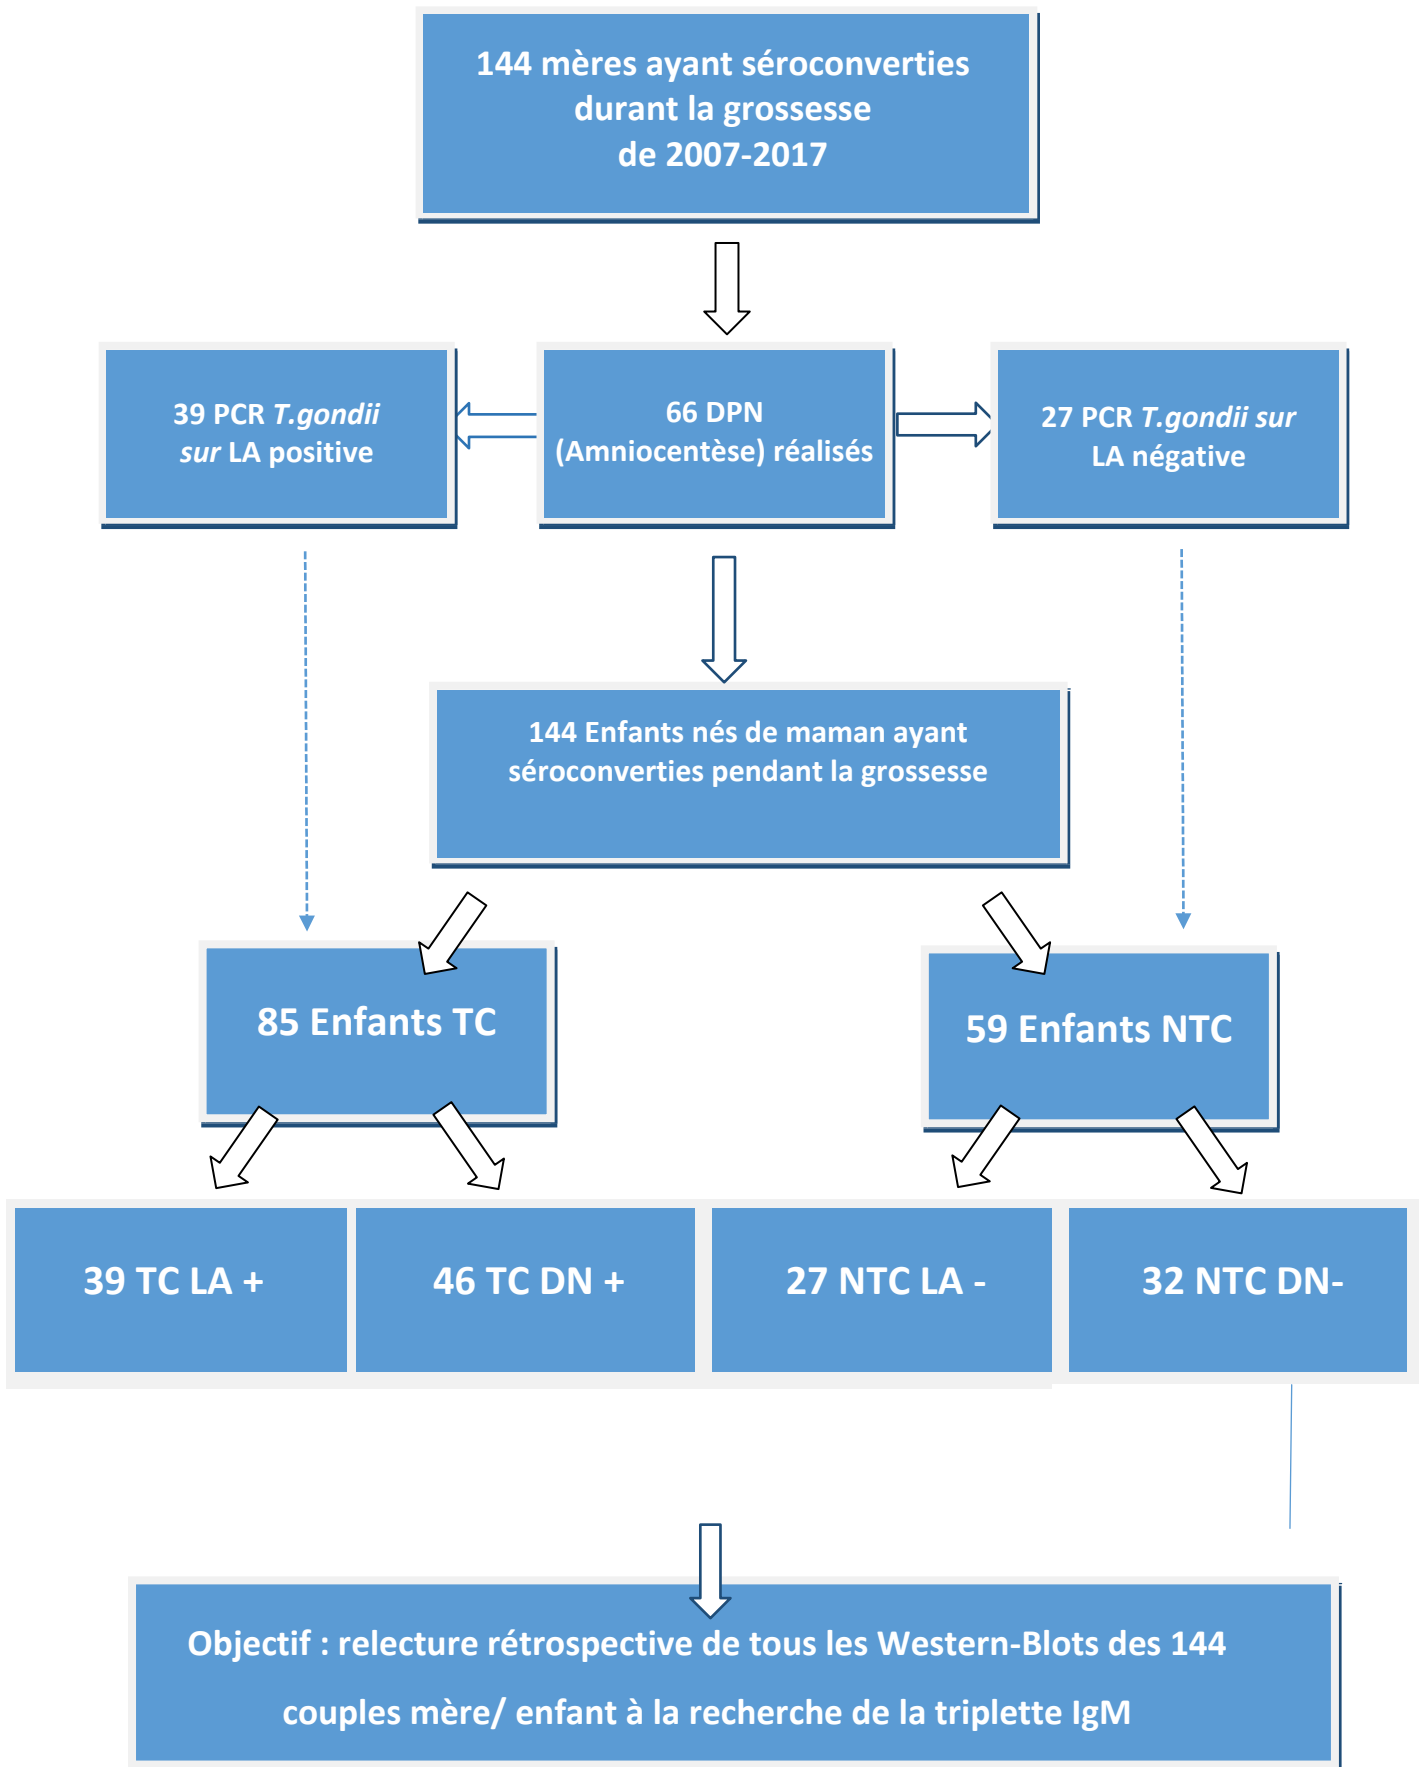 144 mères ayant séroconverties
durant la grossesse
de 2007-2017
39 PCR T.gondii
sur LA positive
66 DPN
(Amniocentèse) réalisés
27 PCR T.gondii sur
LA négative
144 Enfants nés de maman ayant
séroconverties pendant la grossesse
85 Enfants TC
59 Enfants NTC
39 TC LA +
46 TC DN +
27 NTC LA -
32 NTC DN-
Objectif : relecture rétrospective de tous les Western-Blots des 144
couples mère/ enfant à la recherche de la triplette IgM